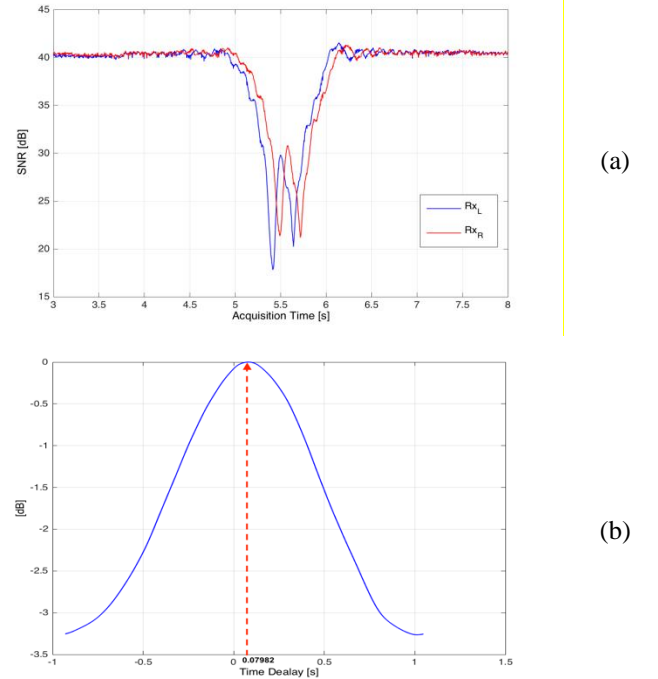 45
40
35
30
25
20
15
SNR [dB]
Rx_L
Rx_R
3 3.5 4 4.5 5 5.5 6 6.5 7 7.5 8
Acquisition Time [s]
(a)
0
-0.5
-1
-1.5
-2
-2.5
-3
-3.5
[dB]
-1 -0.5 0 0.07982 0.5 1 1.5
Time Dealay [s]
(b)